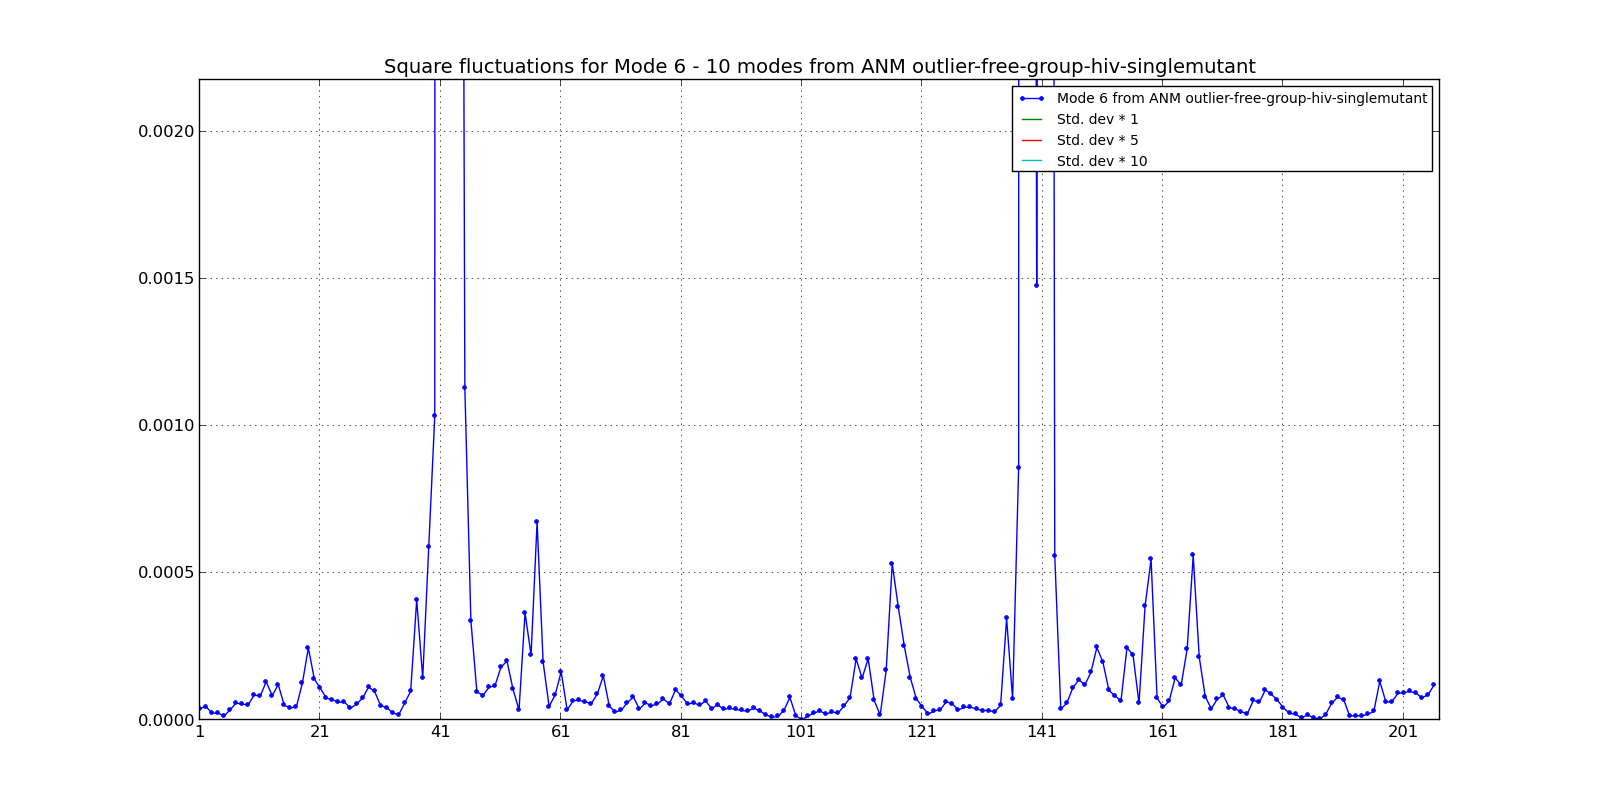 Square fluctuations for Mode 6 - 10 modes from ANM outlier-free-group-hiv-singlemutant
Mode 6 from ANM outlier-free-group-hiv-singlemutant
Std. dev * 1
Std. dev * 5
Std. dev * 10
0.0020
0.0015
0.0010
0.0005
0.0000
1 21 41 61 81 101 121 141 161 181 201